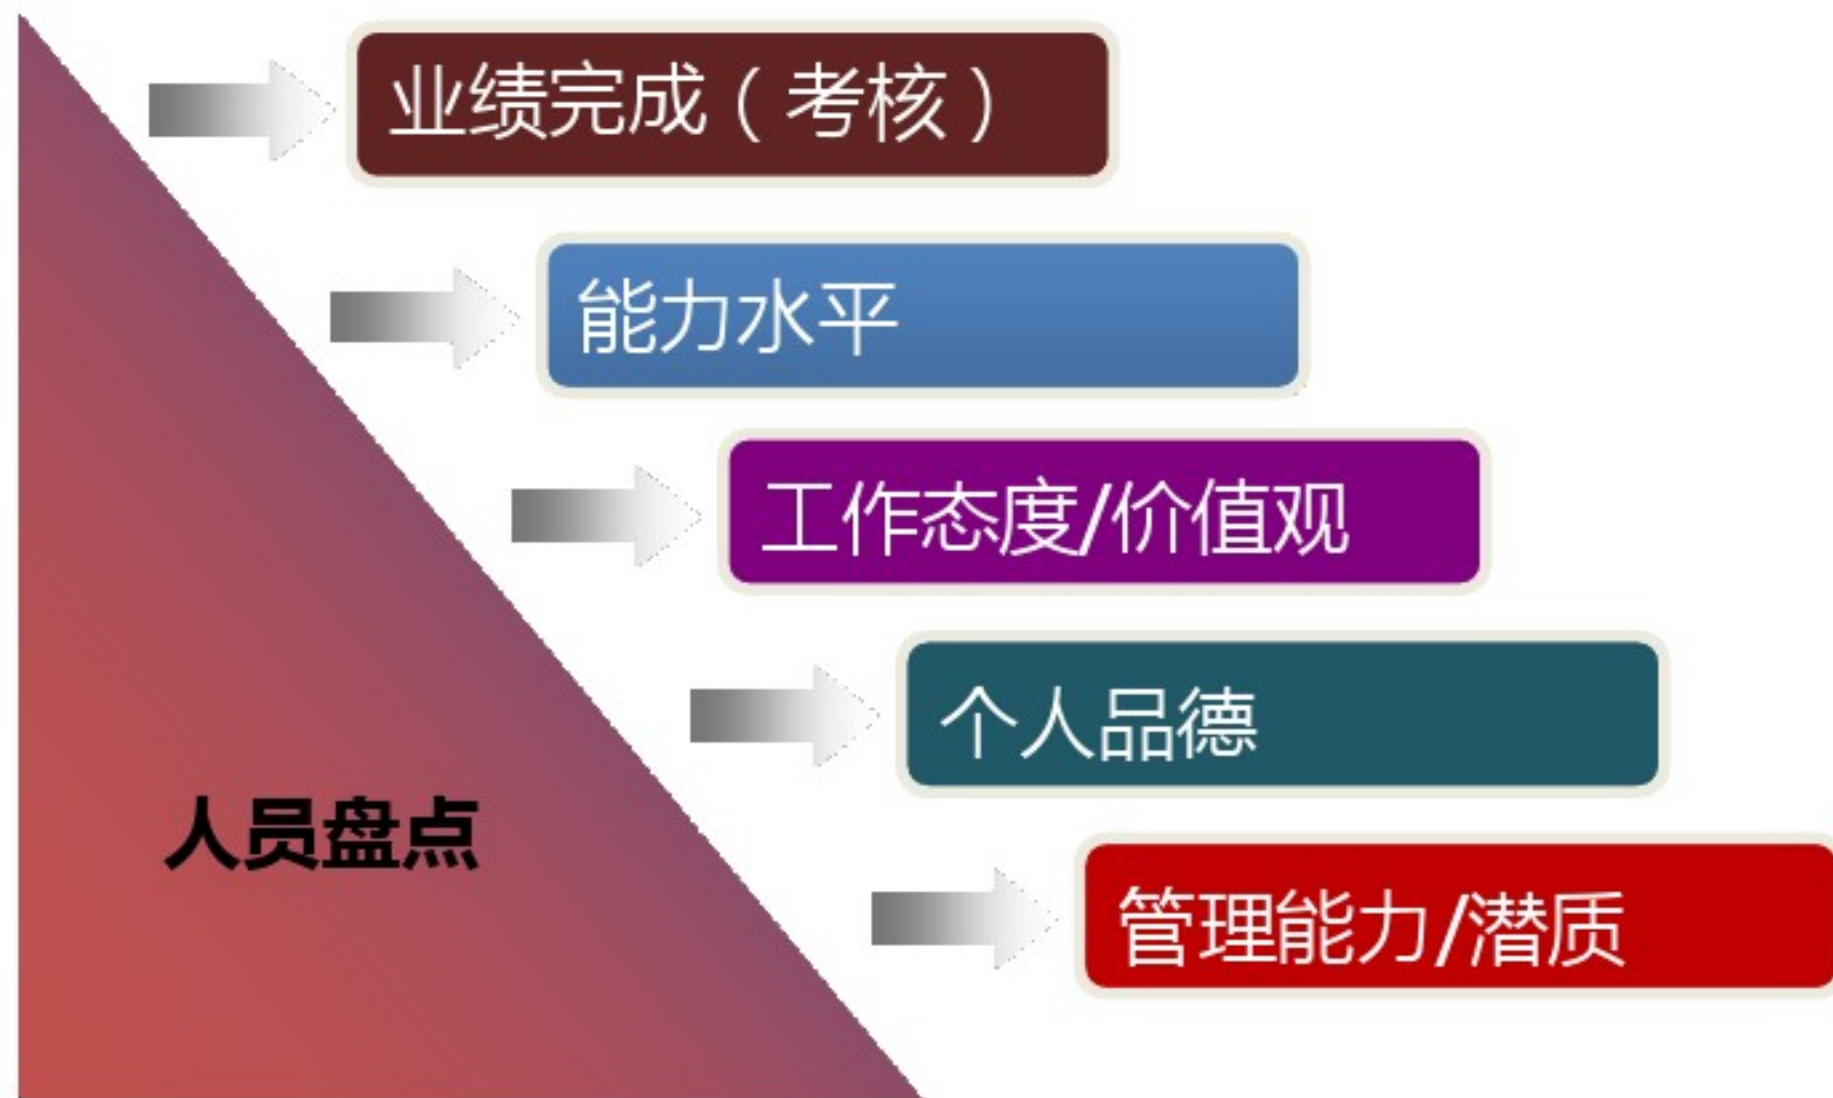 业绩完成（考核）
能力水平
工作态度/价值观
个人品德
人员盘点
管理能力/潜质